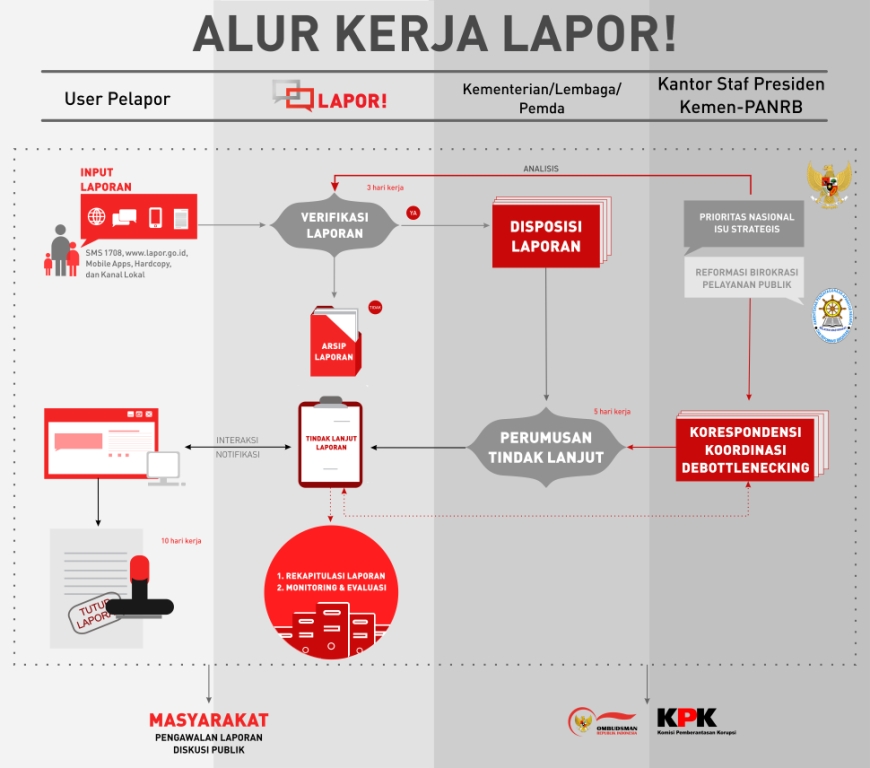 ALUR KERJA LAPOR!
User Pelapor
LAPOR!
Kementerian/Lembaga/
Pemda
Kantor Staf Presiden
Kemen-PANRB
INPUT
LAPORAN
SMS 1708, www.lapor.go.id,
Mobile Apps, Hardcopy,
dan Kanal Lokal
3 hari kerja
VERIFIKASI
LAPORAN
YA
ANALISIS
DISPOSISI
LAPORAN
PRIORITAS NASIONAL
ISU STRATEGIS
REFORMASI BIROKRASI
PELAYANAN PUBLIK
TIDAK
ARSIP
LAPORAN
INTERAKSI
NOTIFIKASI
TINDAK LANJUT
LAPORAN
5 hari kerja
PERUMUSAN
TINDAK LANJUT
KORESPONDENSI
KOORDINASI
DEBOTTLENECKING
10 hari kerja
TUTUP
LAPORAN
1. REKAPITULASI LAPORAN
2. MONITORING & EVALUASI
MASYARAKAT
PENGAWALAN LAPORAN
DISKUSI PUBLIK
OMBUDSMAN
REPUBLIK INDONESIA
KPK
Komisi Pemberantasan Korupsi